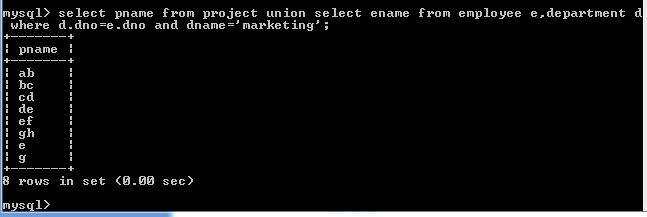 mysql> select pname from project union select ename from employee e,department d
 where d.dno=e.dno and dname='marketing';
+-------+
| pname |
+-------+
| ab    |
| bc    |
| cd    |
| de    |
| ef    |
| gh    |
| e     |
| g     |
+-------+
8 rows in set (0.00 sec)
mysql>